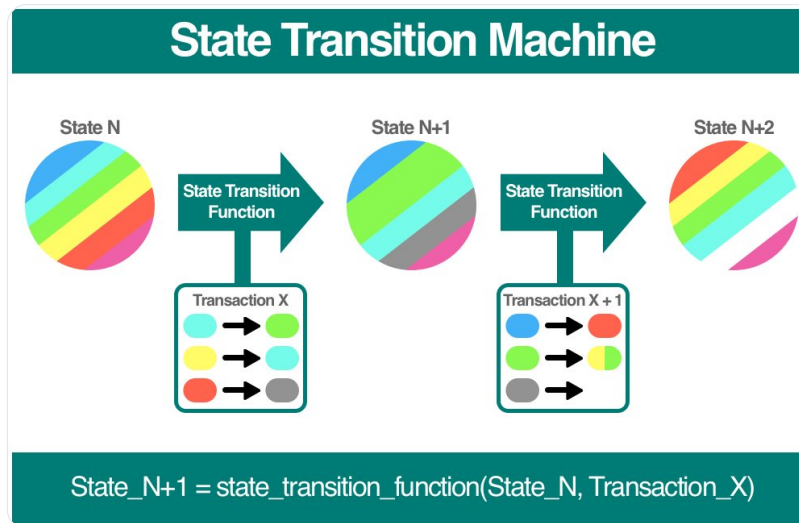 State Transition Machine
State N
State N+1
State N+2
State Transition
Function
State Transition
Function
Transaction X
Transaction X + 1
State_N+1 = state_transition_function(State_N, Transaction_X)